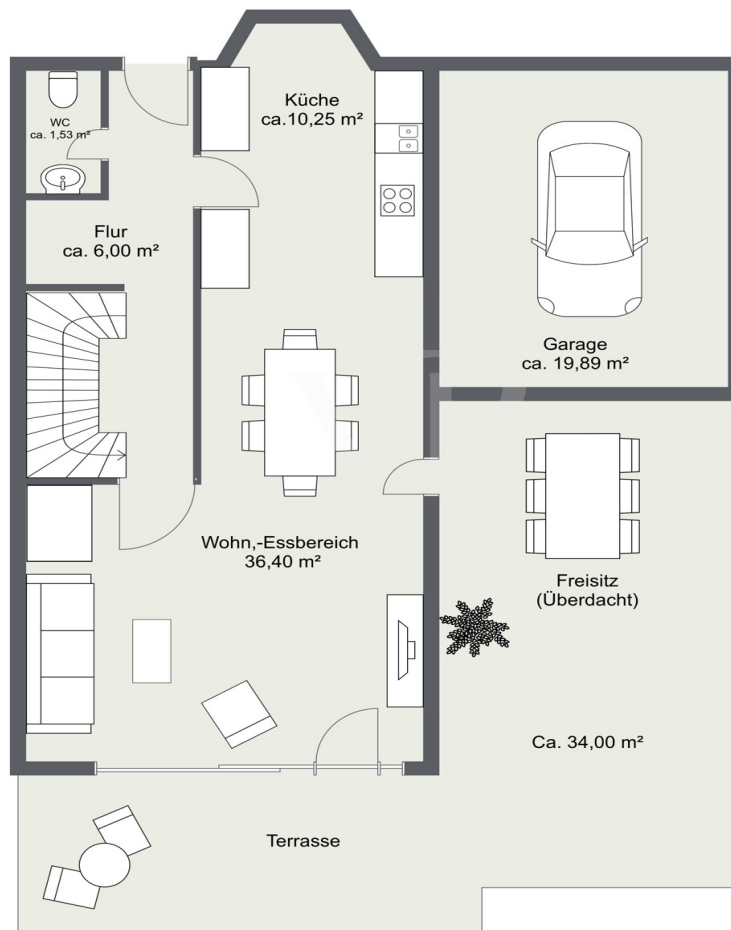 Küche
ca.10,25 m²
WC
ca. 1,53 m²
Flur
ca. 6,00 m²
Garage
ca. 19,89 m²
Wohn,-Essbereich
36,40 m²
Freisitz
(Überdacht)
Ca. 34,00 m²
Terrasse